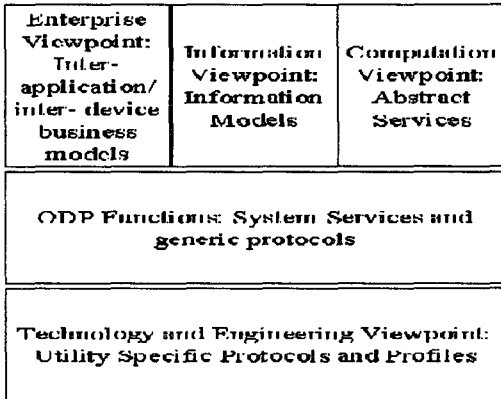 Enterprise
Viewpoint:
Inter-
application/
inter- device
business
models
Information
Viewpoint:
Information
Models
Computation
Viewpoint:
Abstract
Services
ODP Functions: System Services and
generic protocols
Technology and Engineering Viewpoint:
Utility Specific Protocols and Profiles